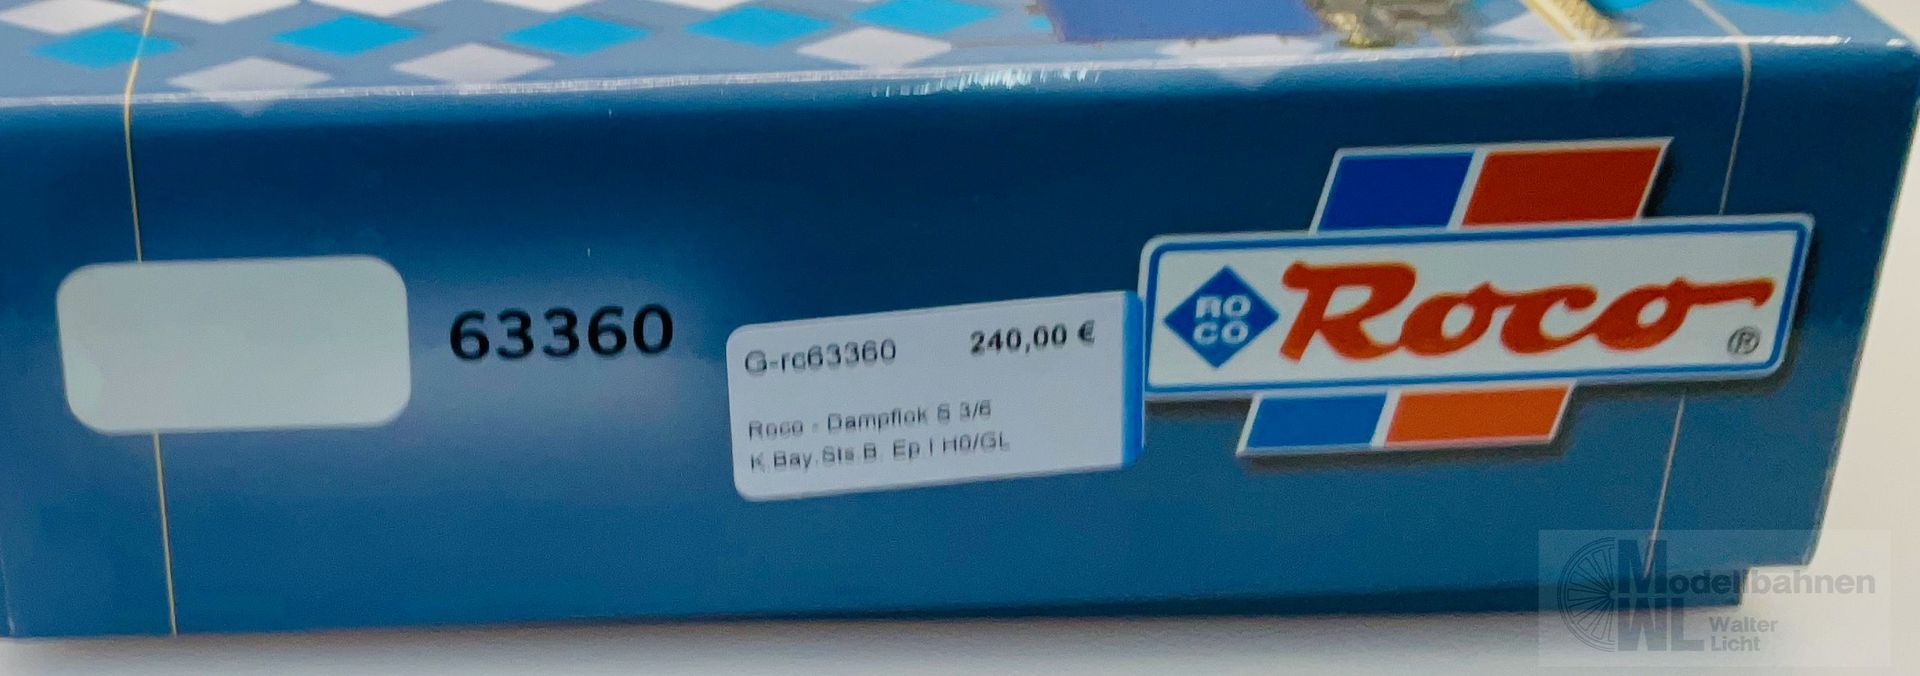 63360
G-rc63360 240,00 €
Roco - Dampflok S 3/6
K.Bay.Sts.B. Ep I H0/GL
RO
CO
Roco
®
Modellbahnen
WL
Walter
Licht